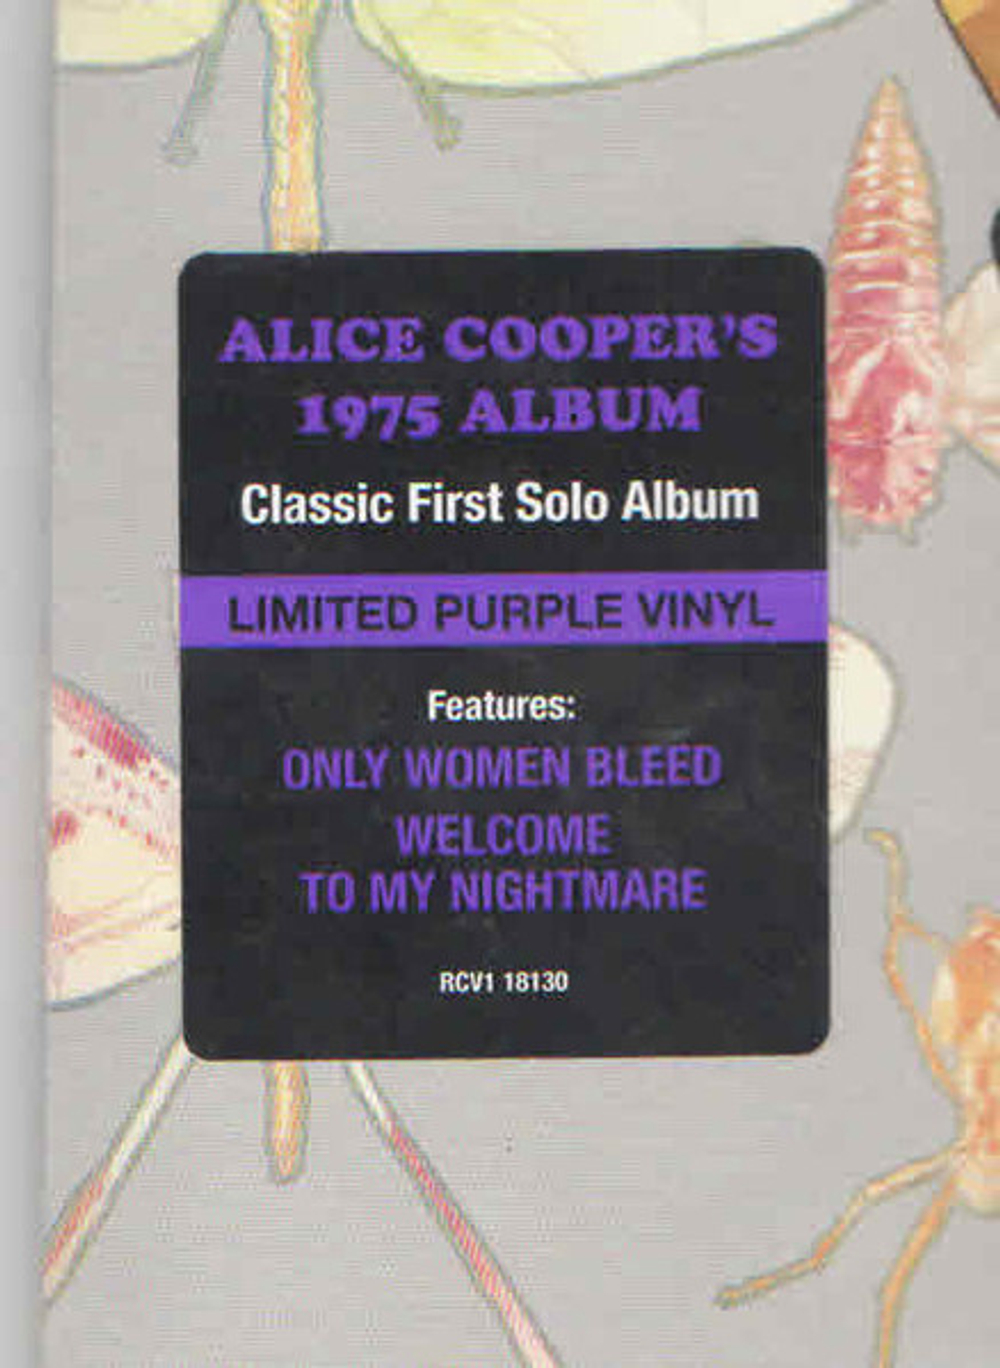 ALICE COOPER'S
1975 ALBUM
Classic First Solo Album
LIMITED PURPLE VINYL
Features:
ONLY WOMEN BLEED
WELCOME
TO MY NIGHTMARE
RCV1 18130